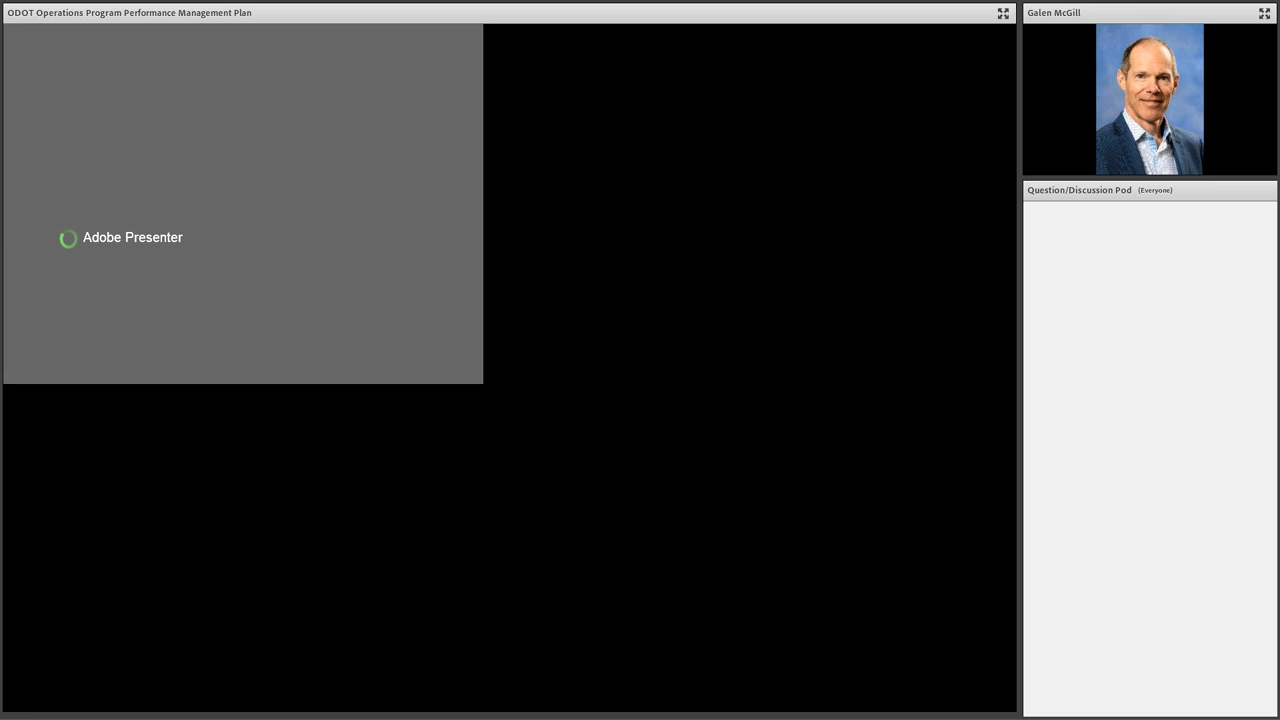 ODOT Operations Program Performance Management Plan
Galen McGill
Adobe Presenter
Question/Discussion Pod (Everyone)